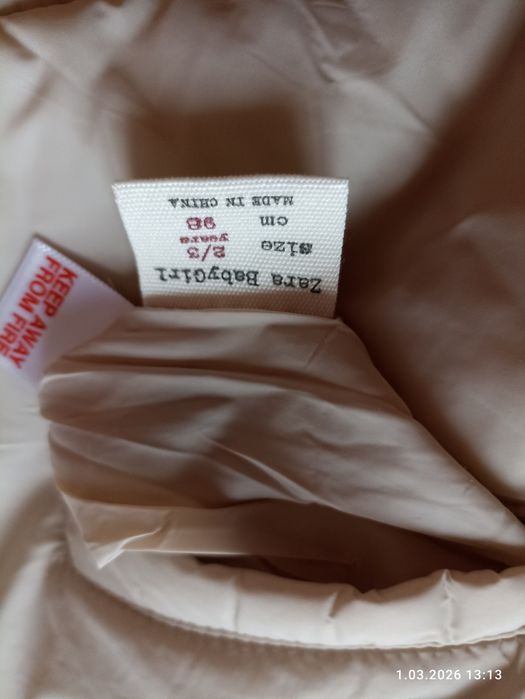 Zara BabyGirl
size 2/3
years
cm 98
MADE IN CHINA
KEEP AWAY
FROM FIRE
1.03.2026 13:13